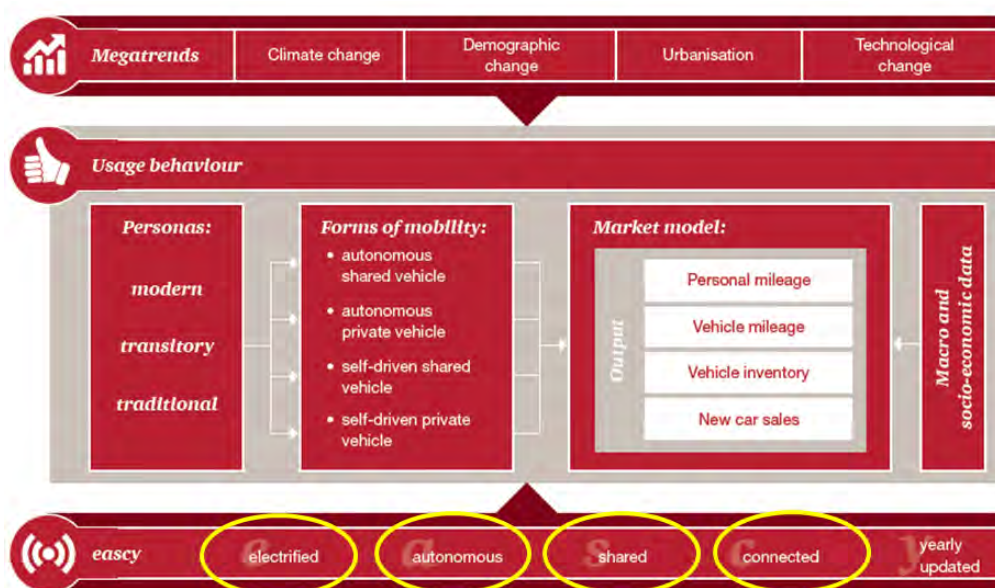 Megatrends
Climate change
Demographic
change
Urbanisation
Technological
change
Usage behaviour
Personas:
modern
transitory
traditional
Forms of mobility:
• autonomous
shared vehicle
• autonomous
private vehicle
• self-driven shared
vehicle
• self-driven private
vehicle
Market model:
Output
Personal mileage
Vehicle mileage
Vehicle inventory
New car sales
Macro and
socio-economic data
eascy
e
electrified
a
autonomous
s
shared
c
connected
y
yearly
updated